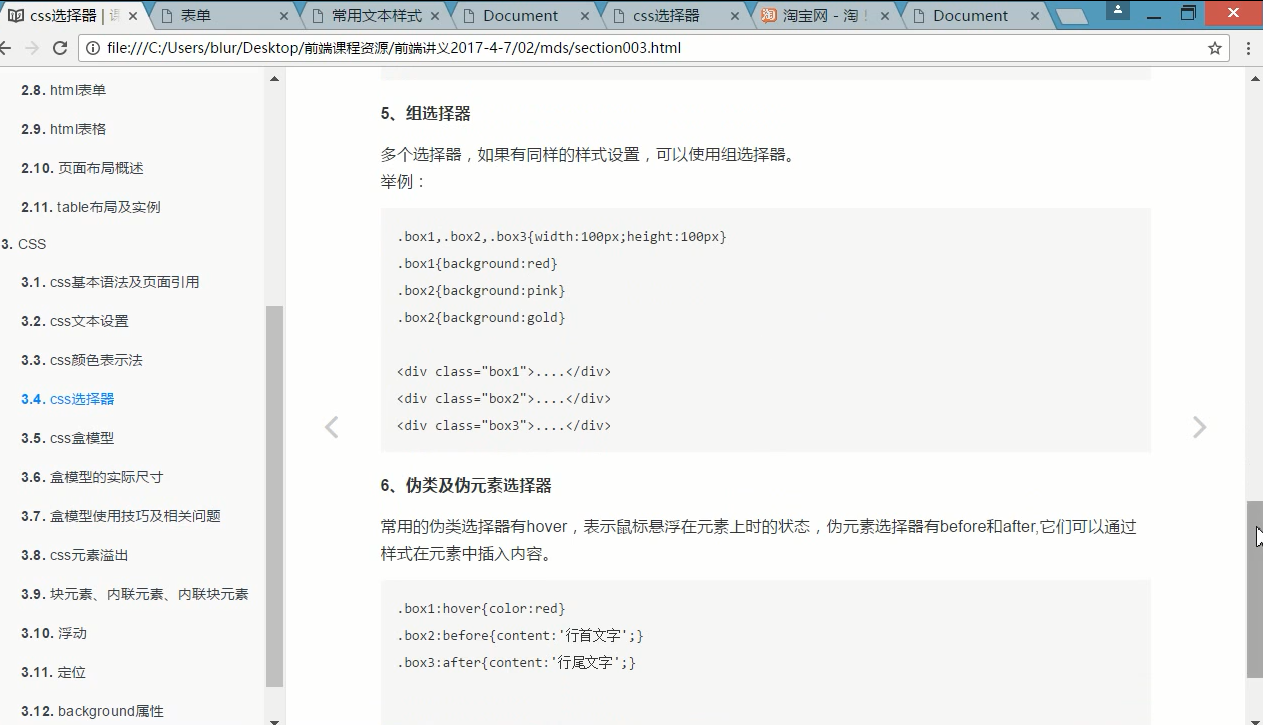 css选择器 | 语
表单
常用文本样式
Document
css选择器
淘宝网 - 淘！
Document
file:///C:/Users/blur/Desktop/前端课程资源/前端讲义2017-4-7/02/mds/section003.html
2.8. html表单
2.9. html表格
2.10. 页面布局概述
2.11. table布局及实例
3. CSS
3.1. css基本语法及页面引用
3.2. css文本设置
3.3. css颜色表示法
3.4. css选择器
3.5. css盒模型
3.6. 盒模型的实际尺寸
3.7. 盒模型使用技巧及相关问题
3.8. css元素溢出
3.9. 块元素、内联元素、内联块元素
3.10. 浮动
3.11. 定位
3.12. background属性
5、组选择器
多个选择器，如果有同样的样式设置，可以使用组选择器。
举例：
.box1,.box2,.box3{width:100px;height:100px}
.box1{background:red}
.box2{background:pink}
.box2{background:gold}
<div class="box1">....</div>
<div class="box2">....</div>
<div class="box3">....</div>
6、伪类及伪元素选择器
常用的伪类选择器有hover，表示鼠标悬浮在元素上时的状态，伪元素选择器有before和after,它们可以通过
样式在元素中插入内容。
.box1:hover{color:red}
.box2:before{content:'行首文字';}
.box3:after{content:'行尾文字';}